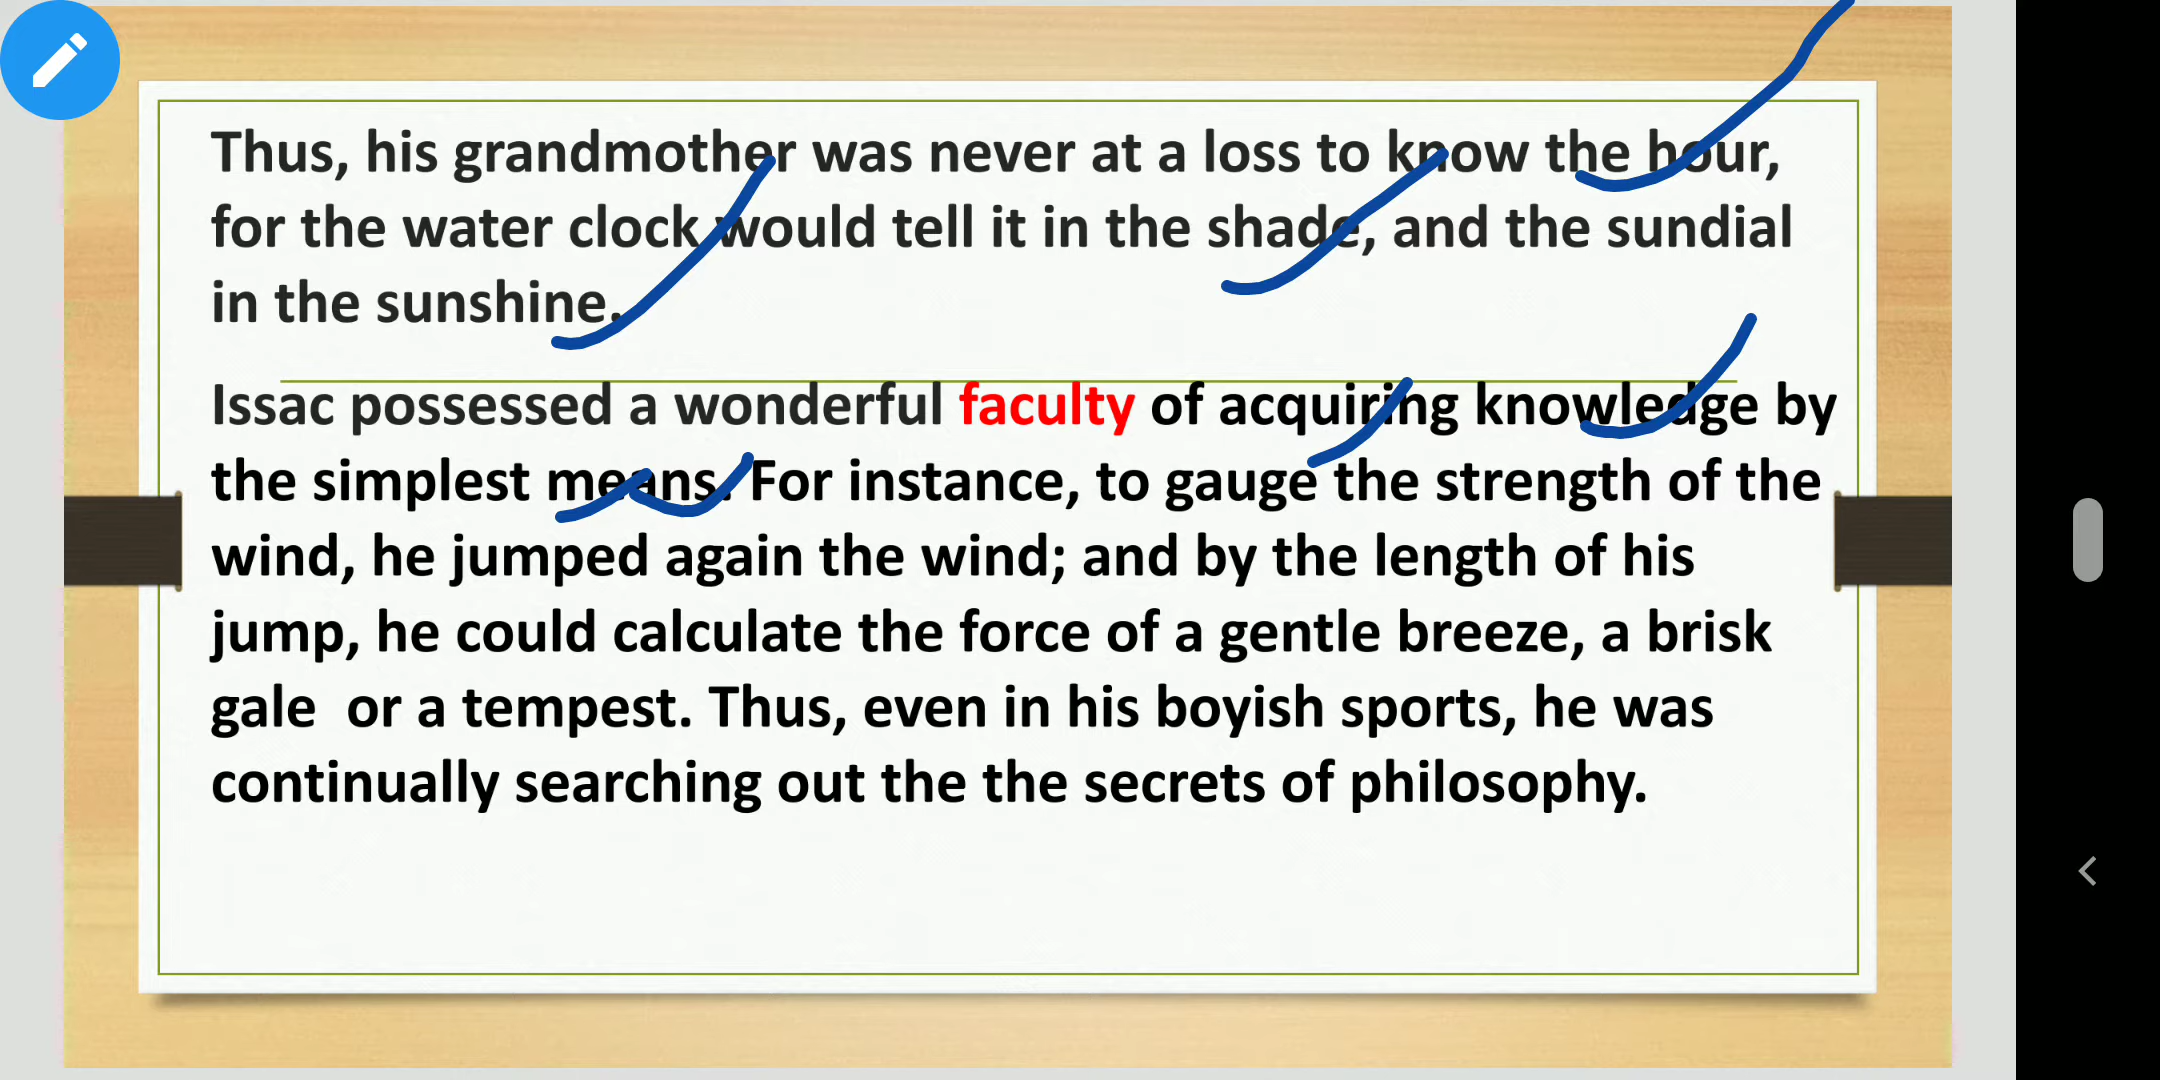 Thus, his grandmother was never at a loss to know the hour,
for the water clock would tell it in the shade, and the sundial
in the sunshine.
Issac possessed a wonderful faculty of acquiring knowledge by
the simplest means. For instance, to gauge the strength of the
wind, he jumped again the wind; and by the length of his
jump, he could calculate the force of a gentle breeze, a brisk
gale or a tempest. Thus, even in his boyish sports, he was
continually searching out the the secrets of philosophy.